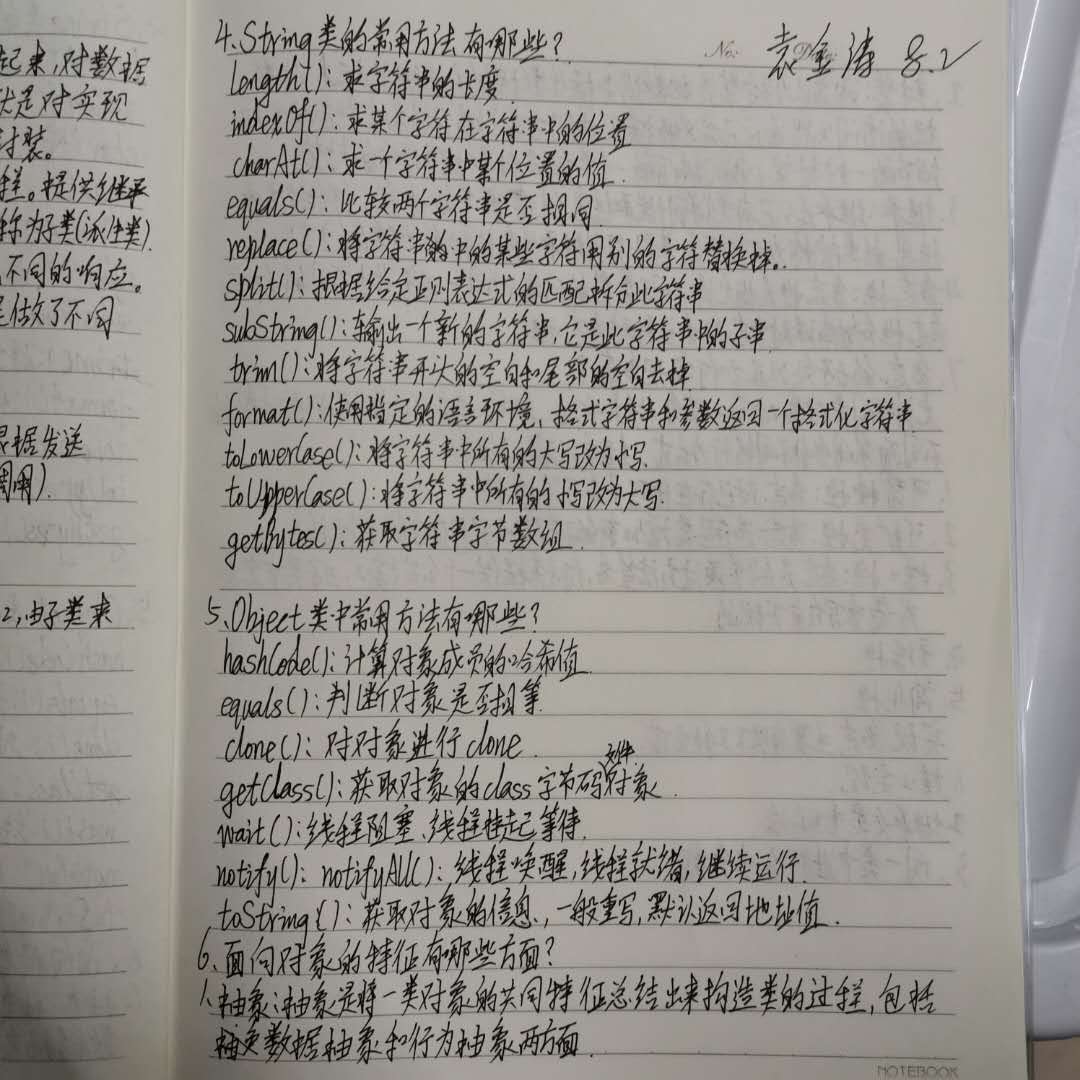 起来,对数据
是对实现
封装。
程。提供继承
称为子类(派生类).
不同的响应。
是做了不同
根据发送
调用).
2,由子类来
4、String类的常用方法有哪些?
No:
袁金涛 8.2
length(): 求字符串的长度.
indexOf(): 求某个字符在字符串中的位置
charAt(): 求一个字符串中某个位置的值.
equals(): 比较两个字符串是否相同
replace(): 将字符串的中的某些字符用别的字符替换掉。
split(): 根据给定正则表达式的匹配拆分此字符串
subString(): 输出一个新的字符串,它是此字符串中的子串.
trim(): 将字符串开头的空白和尾部的空白去掉
format(): 使用指定的语言环境、格式字符串和参数返回一个格式化字符串.
toLowerCase(): 将字符串中所有的大写改为小写.
toUpperCase(): 将字符串中所有的小写改为大写.
getBytes(): 获取字符串字节数组.
5、Object类中常用方法有哪些?
hashCode(): 计算对象成员的哈希值
equals(): 判断对象是否相等.
clone(): 对对象进行clone.
getClass(): 获取对象的class字节码文件对象.
wait(): 线程阻塞、线程挂起等待.
notify(): notifyAll(): 线程唤醒,线程就绪,继续运行.
toString(): 获取对象的信息,一般重写,默认返回地址值.
6、面向对象的特征有哪些方面?
1、抽象:抽象是将一类对象的共同特征总结出来构造类的过程,包括
数据抽象和行为抽象两方面.
NOTEBOOK